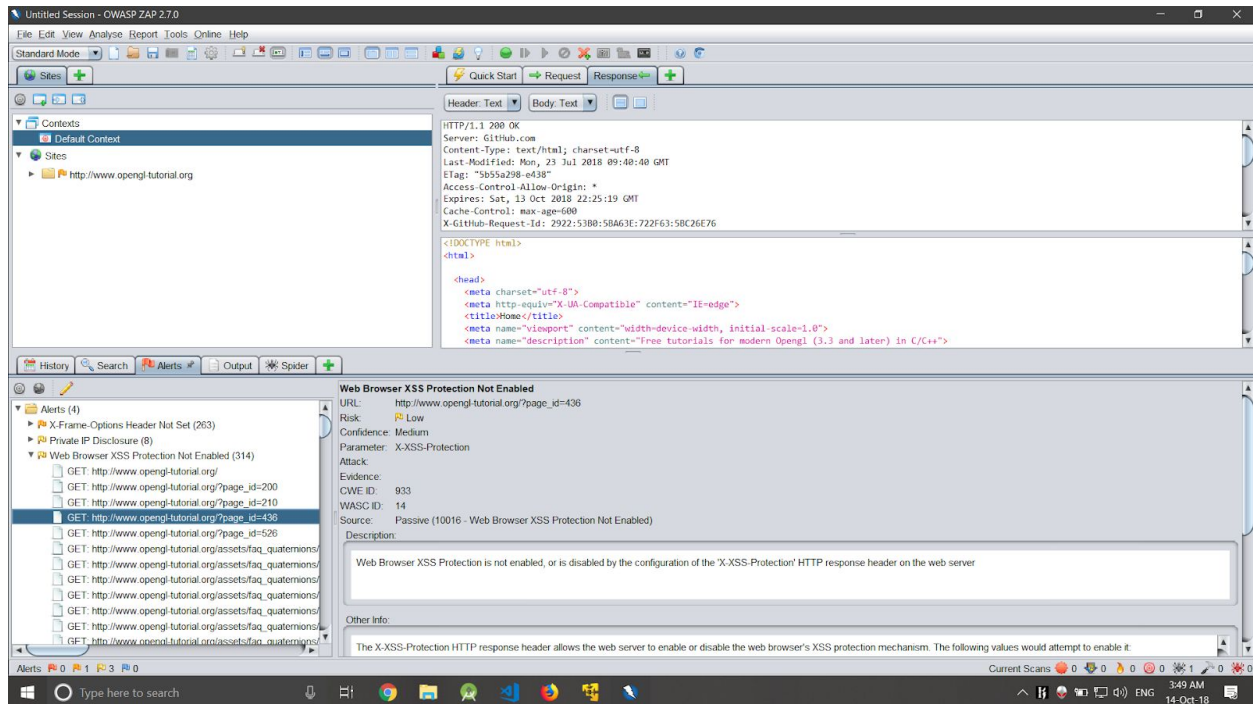 Untitled Session - OWASP ZAP 2.7.0
File Edit View Analyse Report Tools Online Help
Standard Mode
Sites
Quick Start
Request
Response
Header: Text
Body: Text
Contexts
Default Context
Sites
http://www.opengl-tutorial.org
HTTP/1.1 200 OK
Server: GitHub.com
Content-Type: text/html; charset=utf-8
Last-Modified: Mon, 23 Jul 2018 09:40:40 GMT
ETag: "5b55a298-e438"
Access-Control-Allow-Origin: *
Expires: Sat, 13 Oct 2018 22:25:19 GMT
Cache-Control: max-age=600
X-GitHub-Request-Id: 2922:53B0:5BA63E:722F63:5BC26E76
<!DOCTYPE html>
<html>
<head>
<meta charset="utf-8">
<meta http-equiv="X-UA-Compatible" content="IE=edge">
<title>Home</title>
<meta name="viewport" content="width=device-width, initial-scale=1.0">
<meta name="description" content="Free tutorials for modern Opengl (3.3 and later) in C/C++">
History
Search
Alerts
Output
Spider
Alerts (4)
X-Frame-Options Header Not Set (263)
Private IP Disclosure (8)
Web Browser XSS Protection Not Enabled (314)
GET: http://www.opengl-tutorial.org/
GET: http://www.opengl-tutorial.org/?page_id=200
GET: http://www.opengl-tutorial.org/?page_id=210
GET: http://www.opengl-tutorial.org/?page_id=436
GET: http://www.opengl-tutorial.org/?page_id=526
GET: http://www.opengl-tutorial.org/assets/faq_quaternions/
GET: http://www.opengl-tutorial.org/assets/faq_quaternions/
GET: http://www.opengl-tutorial.org/assets/faq_quaternions/
GET: http://www.opengl-tutorial.org/assets/faq_quaternions/
GET: http://www.opengl-tutorial.org/assets/faq_quaternions/
GET: http://www.opengl-tutorial.org/assets/faq_quaternions/
GET: http://www.opengl-tutorial.org/assets/faq_quaternions/
Web Browser XSS Protection Not Enabled
URL: http://www.opengl-tutorial.org/?page_id=436
Risk: Low
Confidence: Medium
Parameter: X-XSS-Protection
Attack:
Evidence:
CWE ID: 933
WASC ID: 14
Source: Passive (10016 - Web Browser XSS Protection Not Enabled)
Description:
Web Browser XSS Protection is not enabled, or is disabled by the configuration of the 'X-XSS-Protection' HTTP response header on the web server
Other Info:
The X-XSS-Protection HTTP response header allows the web server to enable or disable the web browser's XSS protection mechanism. The following values would attempt to enable it:
Alerts 0 1 3 0
Current Scans 0 0 0 0 1 0 0
Type here to search
ENG
3:49 AM
14-Oct-18